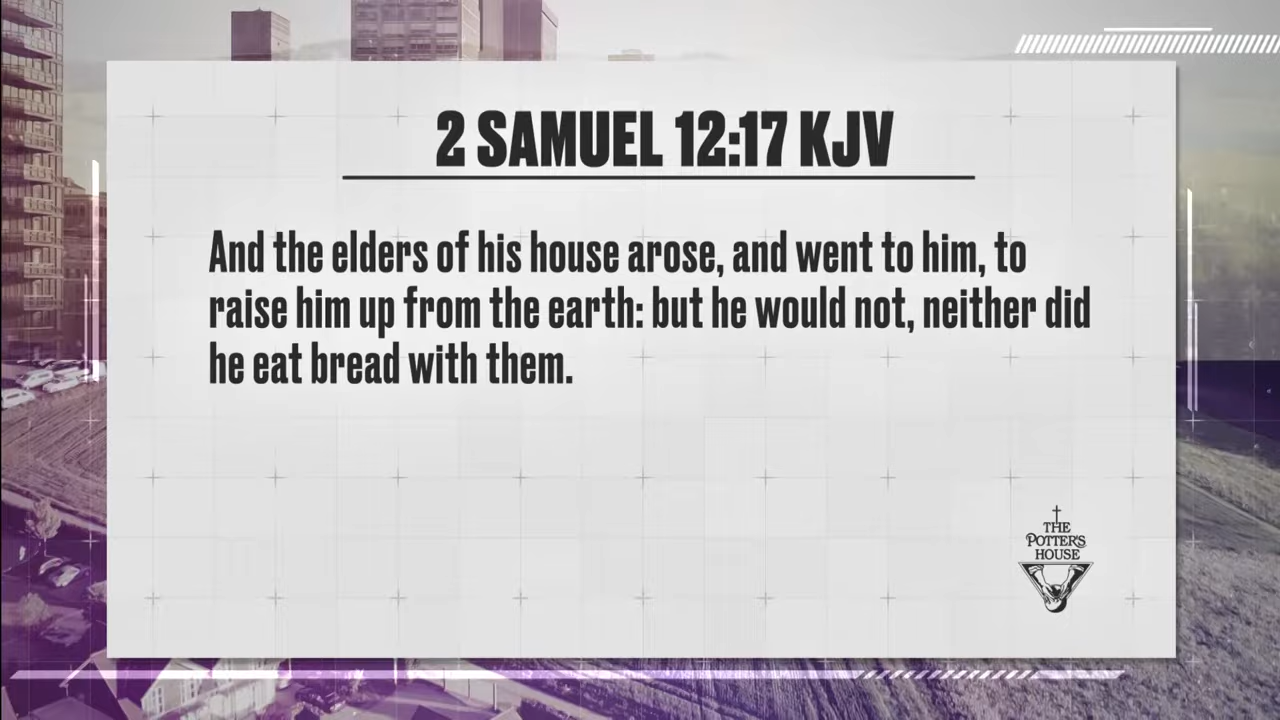 2 SAMUEL 12:17 KJV
And the elders of his house arose, and went to him, to
raise him up from the earth: but he would not, neither did
he eat bread with them.
THE
POTTER'S
HOUSE